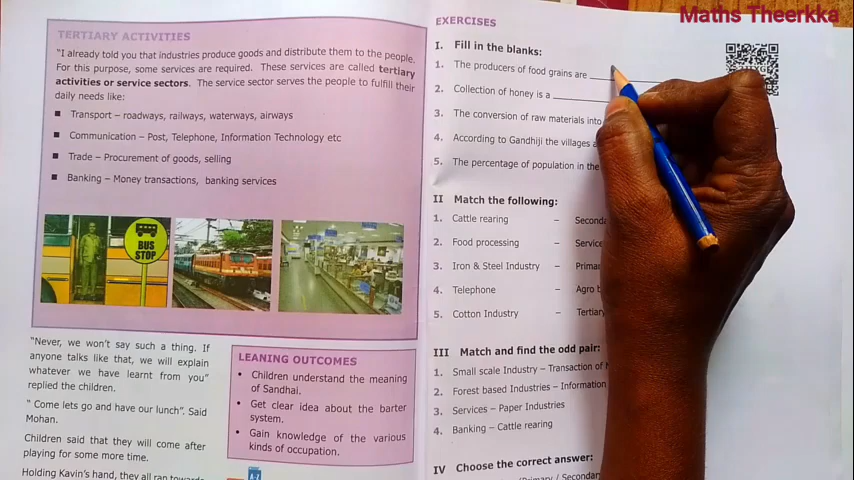 Maths Theerkka
TERTIARY ACTIVITIES
"I already told you that industries produce goods and distribute them to the people.
For this purpose, some services are required. These services are called tertiary
activities or service sectors. The service sector serves the people to fulfill their
daily needs like:
■ Transport – roadways, railways, waterways, airways
■ Communication – Post, Telephone, Information Technology etc
■ Trade – Procurement of goods, selling
■ Banking – Money transactions, banking services
BUS
STOP
"Never, we won't say such a thing. If
anyone talks like that, we will explain
whatever we have learnt from you"
replied the children.
" Come lets go and have our lunch". Said
Mohan.
Children said that they will come after
playing for some more time.
Holding Kavin's hand, they all ran towards
LEANING OUTCOMES
• Children understand the meaning
of Sandhai.
• Get clear idea about the barter
system.
• Gain knowledge of the various
kinds of occupation.
EXERCISES
I. Fill in the blanks:
1. The producers of food grains are
2. Collection of honey is a
3. The conversion of raw materials into
4. According to Gandhiji the villages
5. The percentage of population in the
II Match the following:
1. Cattle rearing –
2. Food processing – Service
3. Iron & Steel Industry –
4. Telephone – Agro
5. Cotton Industry – Tertiary
III Match and find the odd pair:
1. Small scale Industry – Transaction of
2. Forest based Industries – Information
3. Services – Paper Industries
4. Banking – Cattle rearing
IV Choose the correct answer:
(Primary / Secondary